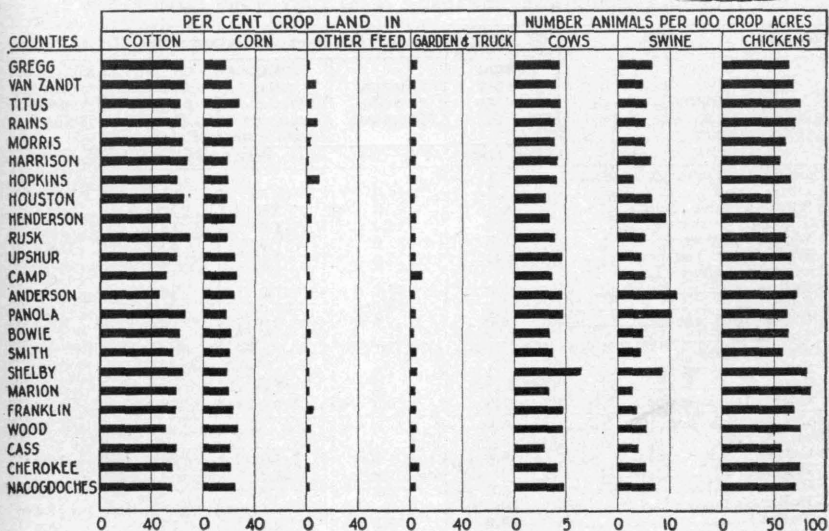 PER CENT CROP LAND IN NUMBER ANIMALS PER 100 CROP ACRES
COUNTIES COTTON CORN OTHER FEED GARDEN & TRUCK COWS SWINE CHICKENS
GREGG
VAN ZANDT
TITUS
RAINS
MORRIS
HARRISON
HOPKINS
HOUSTON
HENDERSON
RUSK
UPSHUR
CAMP
ANDERSON
PANOLA
BOWIE
SMITH
SHELBY
MARION
FRANKLIN
WOOD
CASS
CHEROKEE
NACOGDOCHES
0 40 0 40 0 40 0 40 0 5 0 10 0 50 100